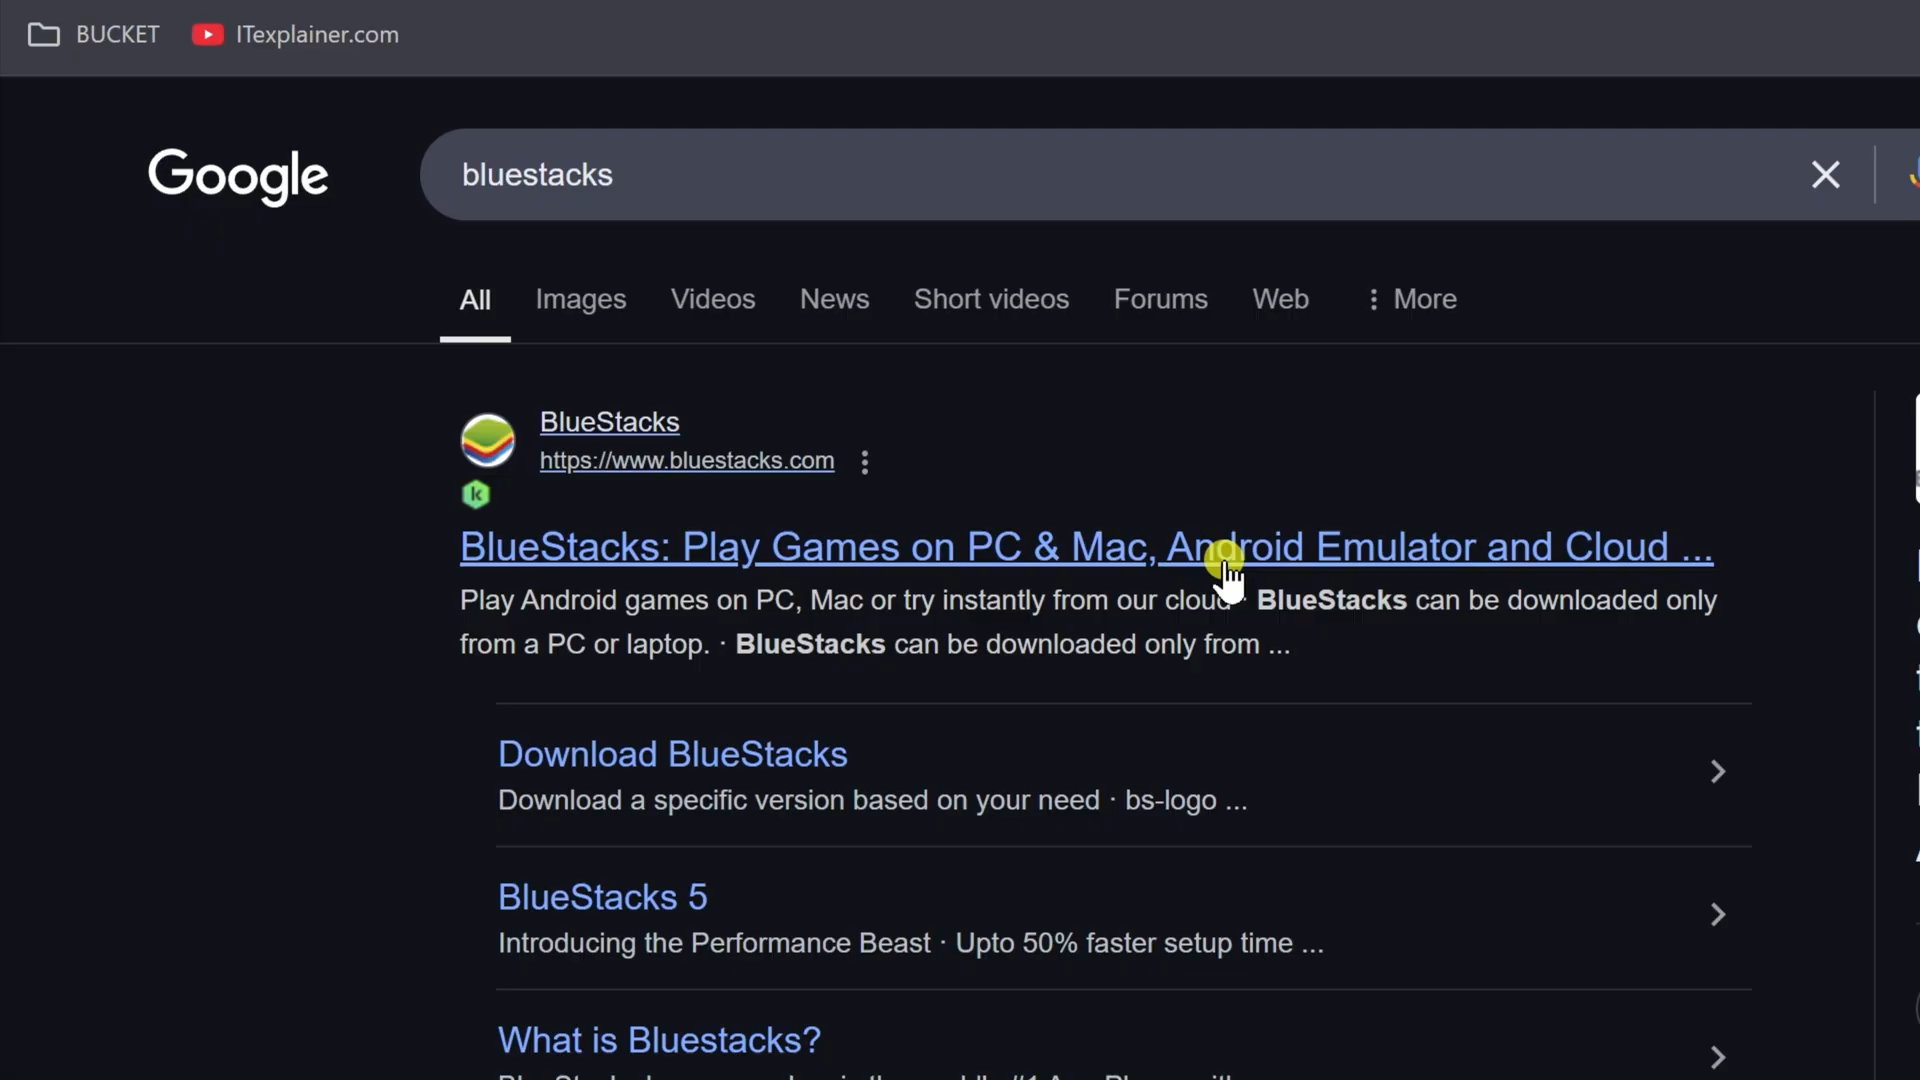 BUCKET ITexplainer.com
Google bluestacks
All Images Videos News Short videos Forums Web More
BlueStacks
https://www.bluestacks.com
k
BlueStacks: Play Games on PC & Mac, Android Emulator and Cloud ...
Play Android games on PC, Mac or try instantly from our cloud · BlueStacks can be downloaded only
from a PC or laptop. · BlueStacks can be downloaded only from ...
Download BlueStacks
Download a specific version based on your need · bs-logo ...
BlueStacks 5
Introducing the Performance Beast · Upto 50% faster setup time ...
What is Bluestacks?